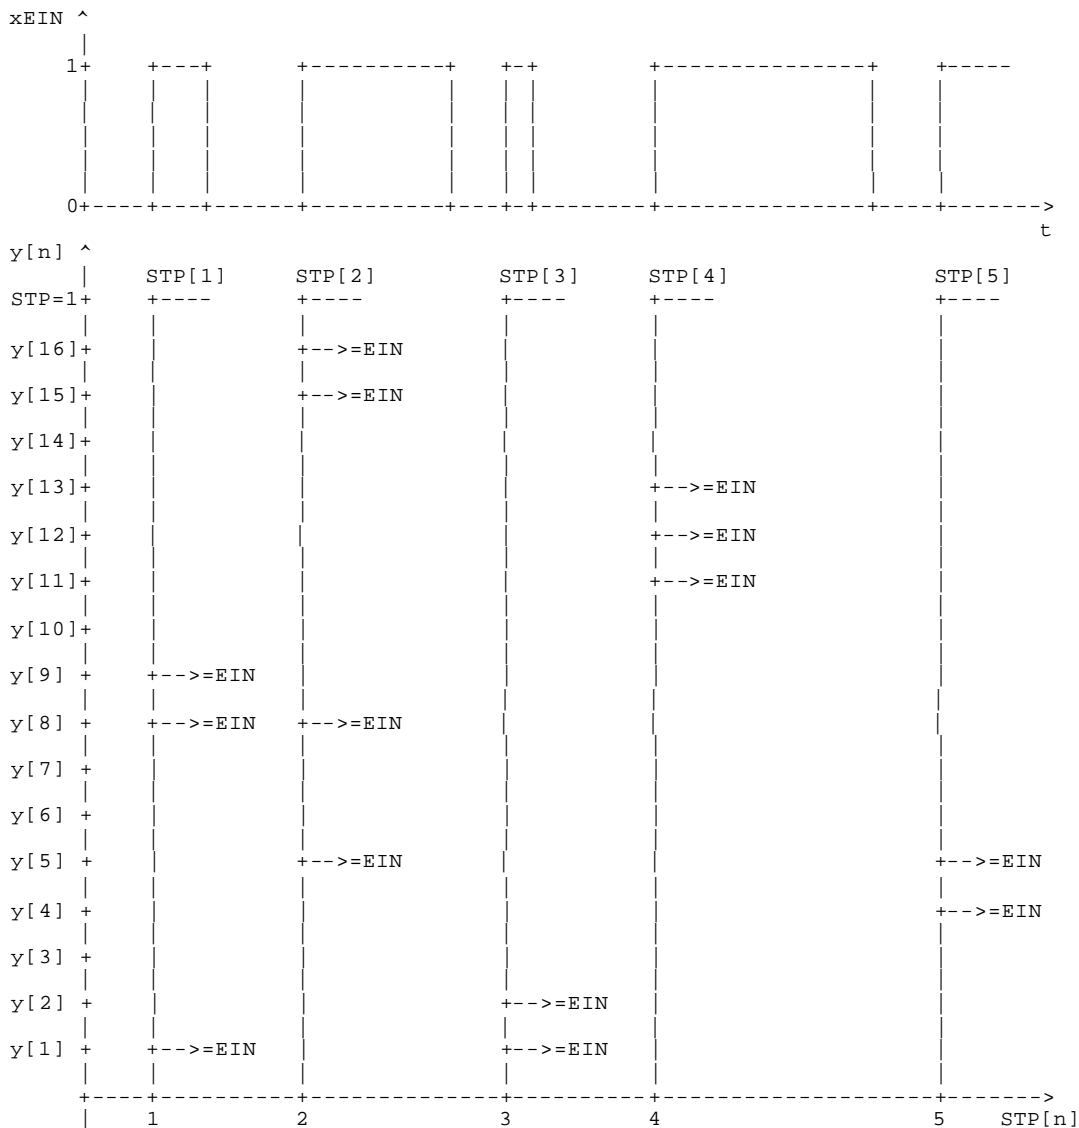 xEIN ^
1
0
t
y[n] ^
STP[1] STP[2] STP[3] STP[4] STP[5]
STP=1
y[16] =EIN
y[15] =EIN
y[14]
y[13] =EIN
y[12] =EIN
y[11] =EIN
y[10]
y[9] =EIN
y[8] =EIN =EIN
y[7]
y[6]
y[5] =EIN =EIN
y[4] =EIN
y[3]
y[2] =EIN
y[1] =EIN =EIN
1 2 3 4 5 STP[n]